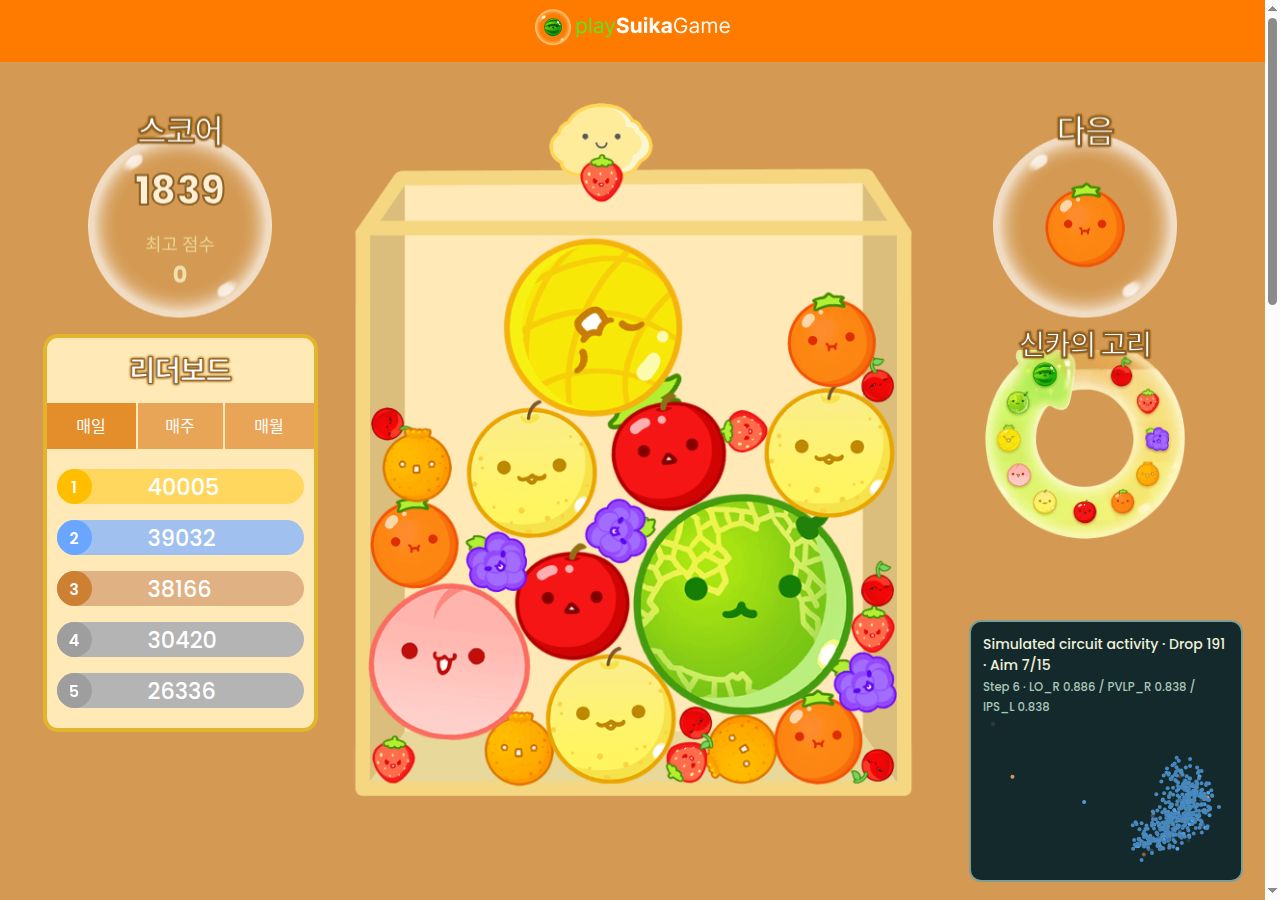 playSuikaGame
스코어
1839
최고 점수
0
리더보드
매일 매주 매월
1 40005
2 39032
3 38166
4 30420
5 26336
다음
신카의 고리
Simulated circuit activity · Drop 191
· Aim 7/15
Step 6 · LO_R 0.886 / PVLP_R 0.838 /
IPS_L 0.838